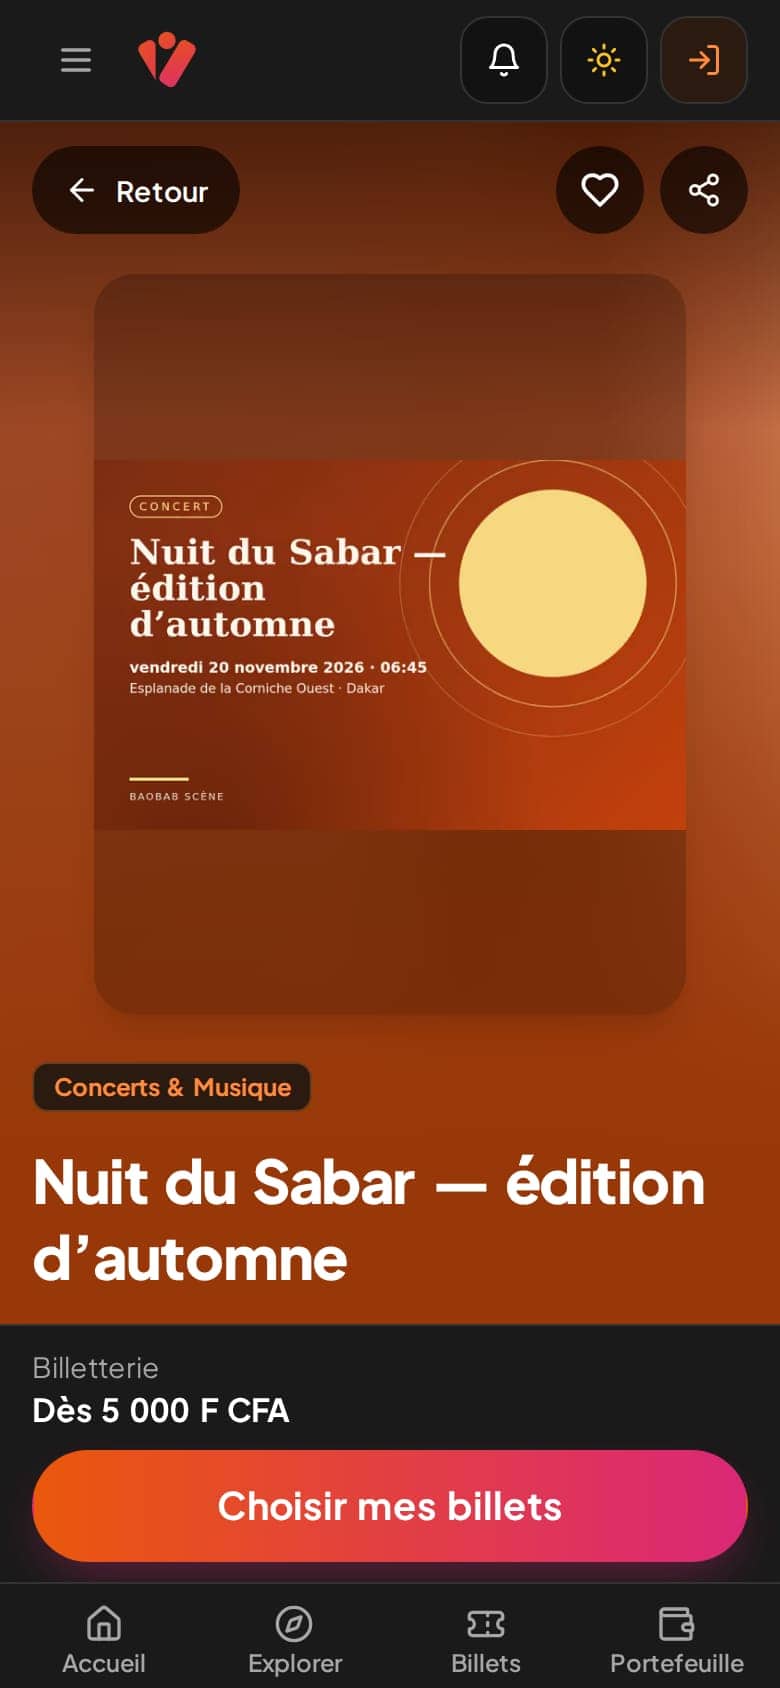 Retour
CONCERT
Nuit du Sabar —
édition
d’automne
vendredi 20 novembre 2026 · 06:45
Esplanade de la Corniche Ouest · Dakar
BAOBAB SCÈNE
Concerts & Musique
Nuit du Sabar — édition
d’automne
Billetterie
Dès 5 000 F CFA
Choisir mes billets
Accueil
Explorer
Billets
Portefeuille